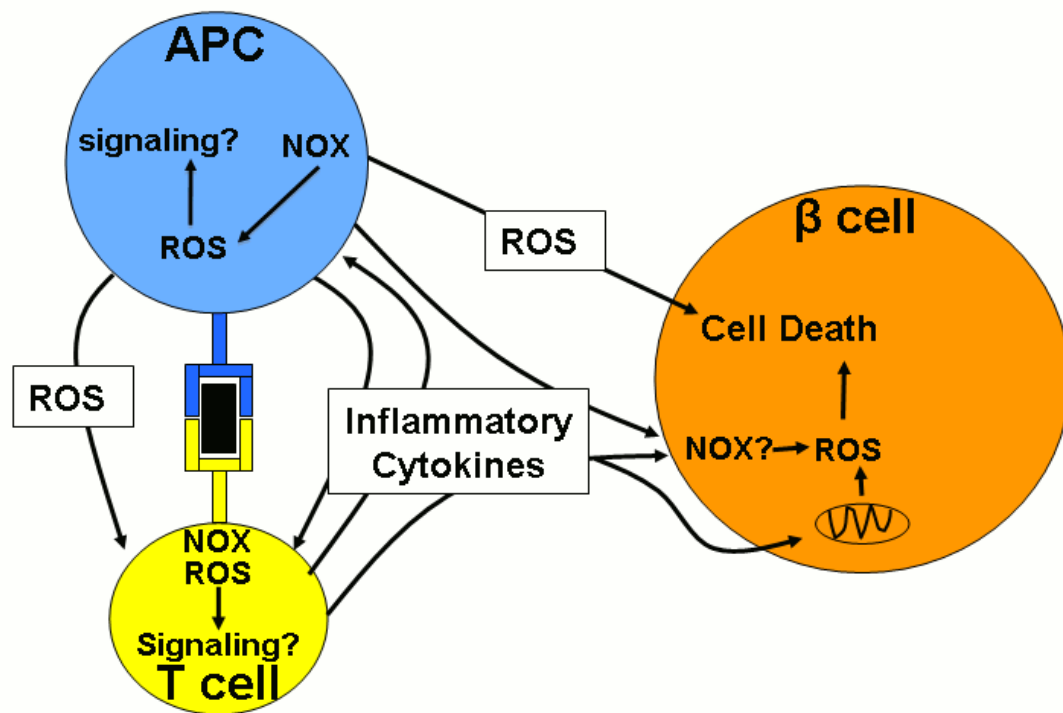 APC
signaling?
NOX
ROS
ROS
β cell
Cell Death
ROS
Inflammatory
Cytokines
NOX?
ROS
NOX
ROS
Signaling?
T cell